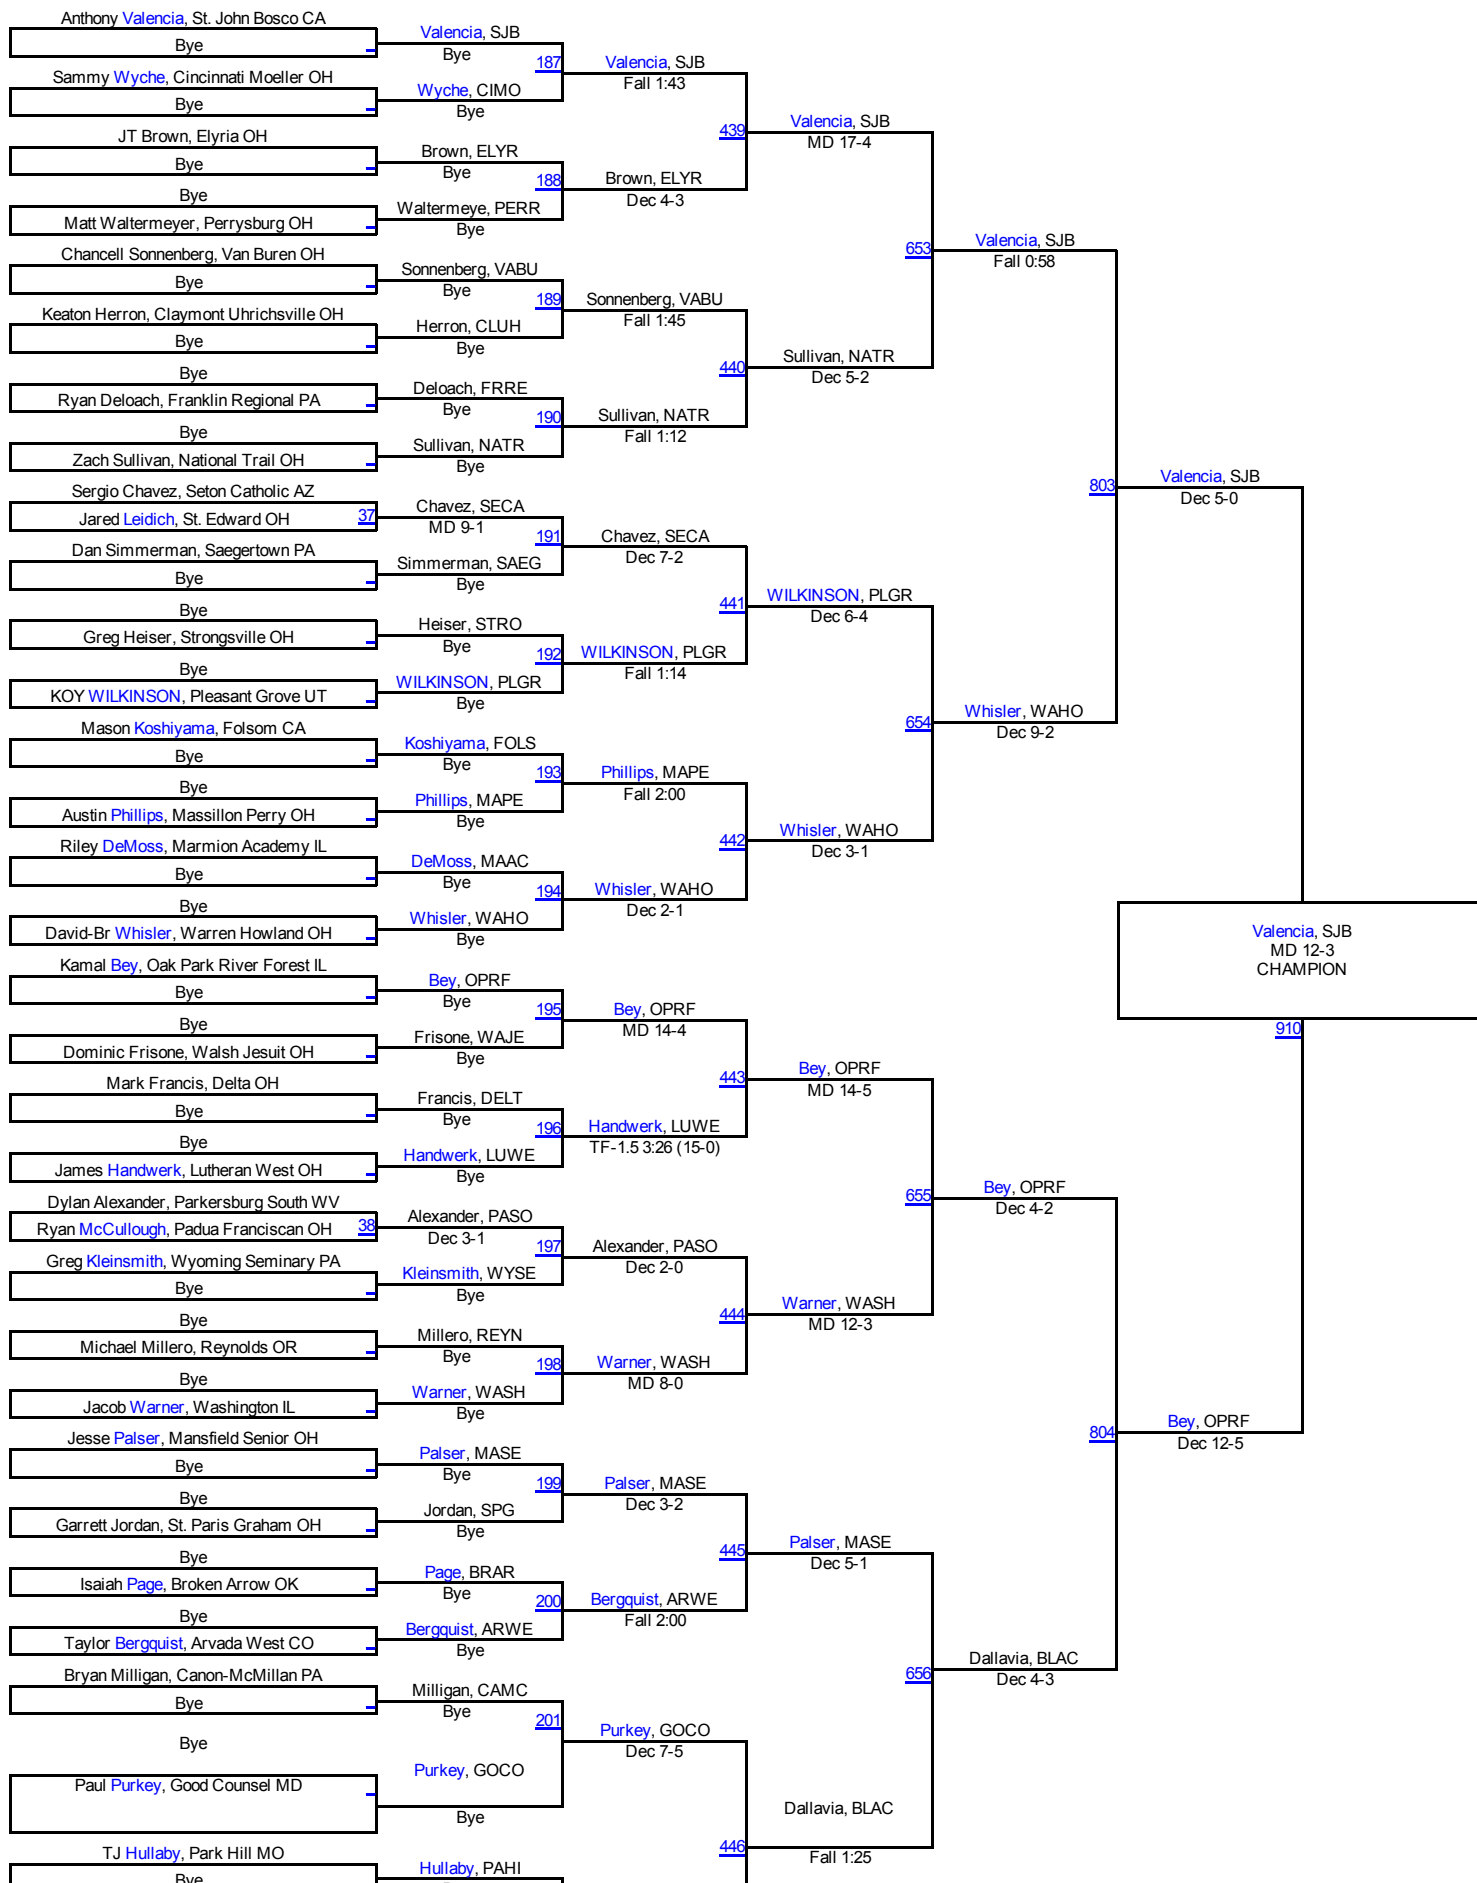 Anthony Valencia, St. John Bosco CA
Bye
Sammy Wyche, Cincinnati Moeller OH
Bye
JT Brown, Elyria OH
Bye
Bye
Matt Waltermeyer, Perrysburg OH
Chancell Sonnenberg, Van Buren OH
Bye
Keaton Herron, Claymont Uhrichsville OH
Bye
Bye
Ryan Deloach, Franklin Regional PA
Bye
Zach Sullivan, National Trail OH
Sergio Chavez, Seton Catholic AZ
Jared Leidich, St. Edward OH 37
Dan Simmerman, Saegertown PA
Bye
Bye
Greg Heiser, Strongsville OH
Bye
KOY WILKINSON, Pleasant Grove UT
Mason Koshiyama, Folsom CA
Bye
Bye
Austin Phillips, Massillon Perry OH
Riley DeMoss, Marmion Academy IL
Bye
Bye
David-Br Whisler, Warren Howland OH
Kamal Bey, Oak Park River Forest IL
Bye
Bye
Dominic Frisone, Walsh Jesuit OH
Mark Francis, Delta OH
Bye
Bye
James Handwerk, Lutheran West OH
Dylan Alexander, Parkersburg South WV
Ryan McCullough, Padua Franciscan OH 38
Greg Kleinsmith, Wyoming Seminary PA
Bye
Bye
Michael Millero, Reynolds OR
Bye
Jacob Warner, Washington IL
Jesse Palser, Mansfield Senior OH
Bye
Bye
Garrett Jordan, St. Paris Graham OH
Bye
Isaiah Page, Broken Arrow OK
Bye
Taylor Bergquist, Arvada West CO
Bryan Milligan, Canon-McMillan PA
Bye
Bye
Paul Purkey, Good Counsel MD
TJ Hullaby, Park Hill MO
Bye
Valencia, SJB
Bye
187
Wyche, CIMO
Bye
Brown, ELYR
Bye
188
Waltermeye, PERR
Bye
Sonnenberg, VABU
Bye
189
Herron, CLUH
Bye
Deloach, FRRE
Bye
190
Sullivan, NATR
Bye
Chavez, SECA
MD 9-1
191
Simmerman, SAEG
Bye
Heiser, STRO
Bye
192
WILKINSON, PLGR
Bye
Koshiyama, FOLS
Bye
193
Phillips, MAPE
Bye
DeMoss, MAAC
Bye
194
Whisler, WAHO
Bye
Bey, OPRF
Bye
195
Frisone, WAJE
Bye
Francis, DELT
Bye
196
Handwerk, LUWE
Bye
Alexander, PASO
Dec 3-1
197
Kleinsmith, WYSE
Bye
Millero, REYN
Bye
198
Warner, WASH
Bye
Palser, MASE
Bye
199
Jordan, SPG
Bye
Page, BRAR
Bye
200
Bergquist, ARWE
Bye
Milligan, CAMC
Bye
201
Purkey, GOCO
Bye
Hullaby, PAHI
Valencia, SJB
Fall 1:43
439
Brown, ELYR
Dec 4-3
Sonnenberg, VABU
Fall 1:45
440
Sullivan, NATR
Fall 1:12
Chavez, SECA
Dec 7-2
441
WILKINSON, PLGR
Fall 1:14
Phillips, MAPE
Fall 2:00
442
Whisler, WAHO
Dec 2-1
Bey, OPRF
MD 14-4
443
Handwerk, LUWE
TF-1.5 3:26 (15-0)
Alexander, PASO
Dec 2-0
444
Warner, WASH
MD 8-0
Palser, MASE
Dec 3-2
445
Bergquist, ARWE
Fall 2:00
Purkey, GOCO
Dec 7-5
446
Valencia, SJB
MD 17-4
653
Sullivan, NATR
Dec 5-2
WILKINSON, PLGR
Dec 6-4
654
Whisler, WAHO
Dec 3-1
Bey, OPRF
MD 14-5
655
Warner, WASH
MD 12-3
Palser, MASE
Dec 5-1
656
Dallavia, BLAC
Fall 1:25
Valencia, SJB
Fall 0:58
803
Whisler, WAHO
Dec 9-2
Bey, OPRF
Dec 4-2
804
Dallavia, BLAC
Dec 4-3
Valencia, SJB
Dec 5-0
Bey, OPRF
Dec 12-5
Valencia, SJB
MD 12-3
CHAMPION
910